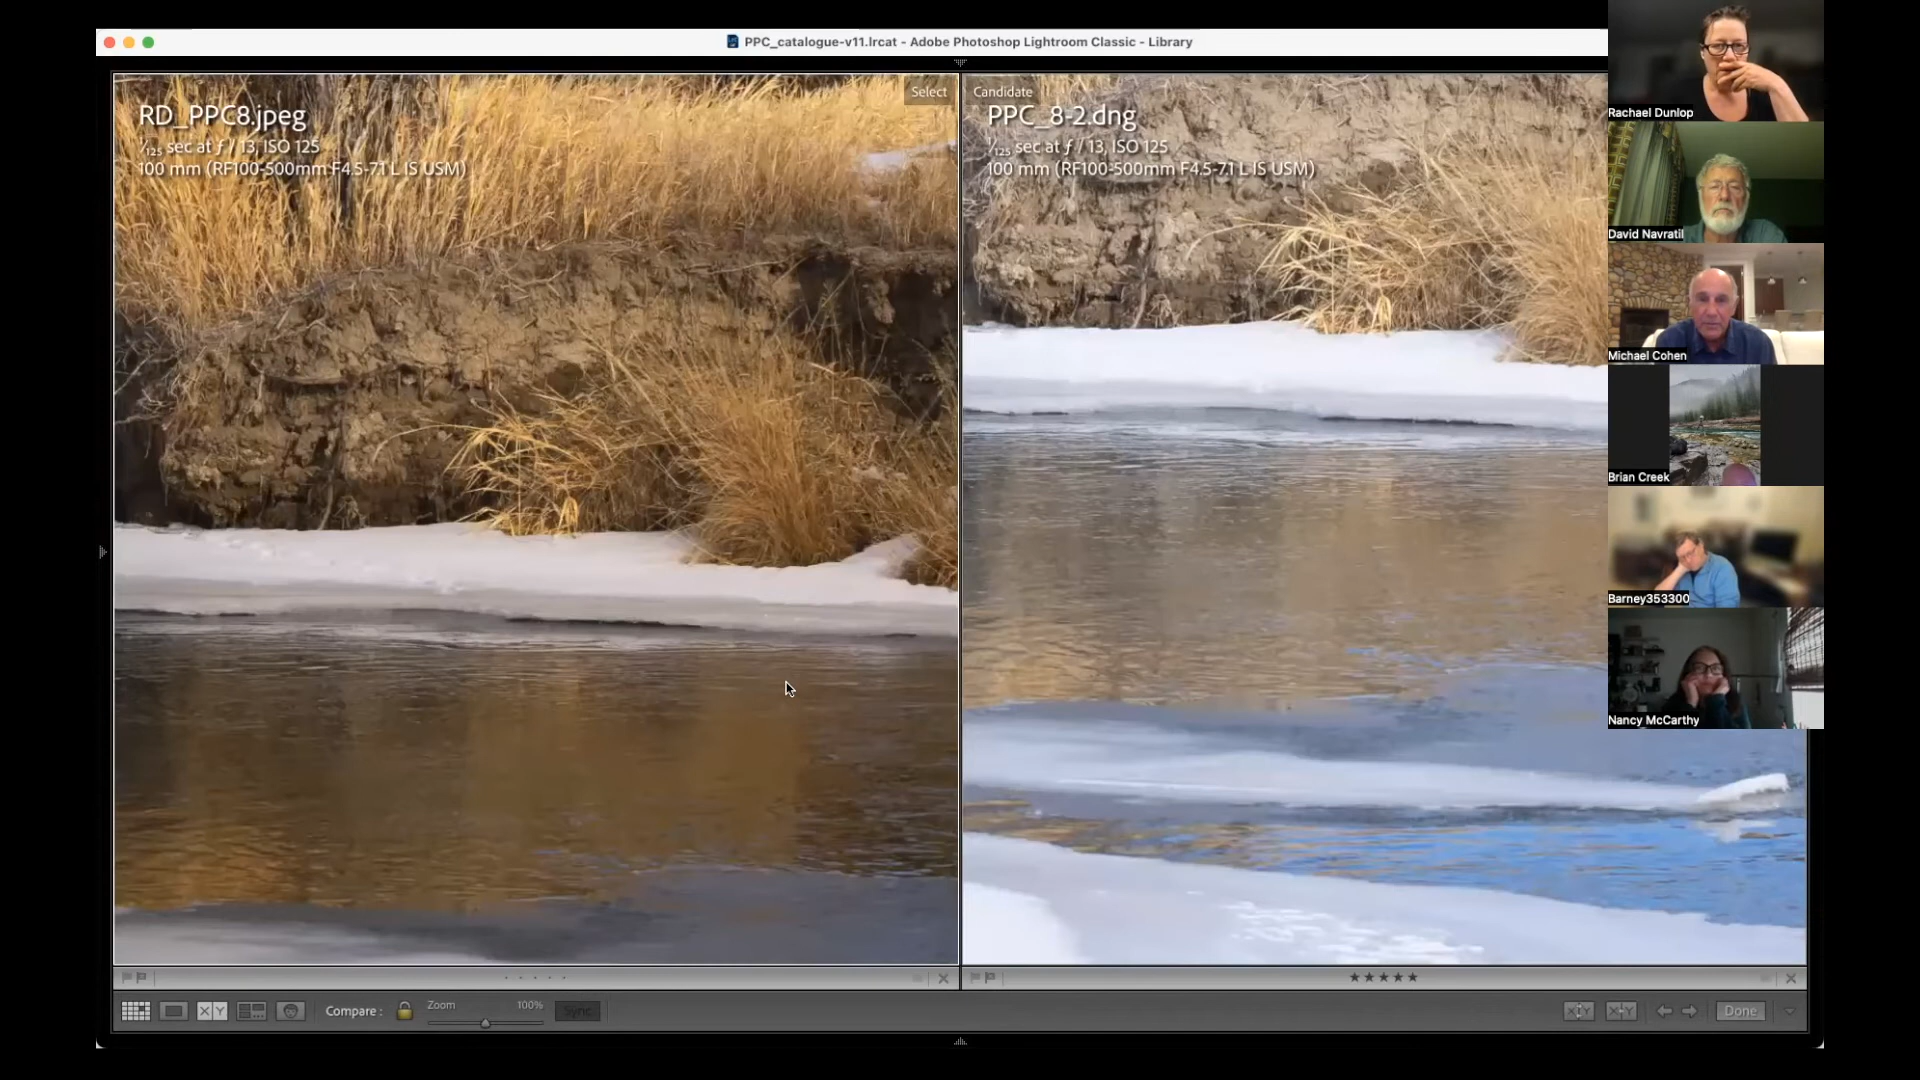 PPC_catalogue-v11.lrcat - Adobe Photoshop Lightroom Classic - Library
Select
RD_PPC8.jpeg
1/125 sec at ƒ / 13, ISO 125
100 mm (RF100-500mm F4.5-7.1 L IS USM)
Candidate
PPC_8-2.dng
1/125 sec at ƒ / 13, ISO 125
100 mm (RF100-500mm F4.5-7.1 L IS USM)
Rachael Dunlop
David Navratil
Michael Cohen
Brian Creek
Barney353300
Nancy McCarthy
XY
Compare :
Zoom
100%
Sync
Done